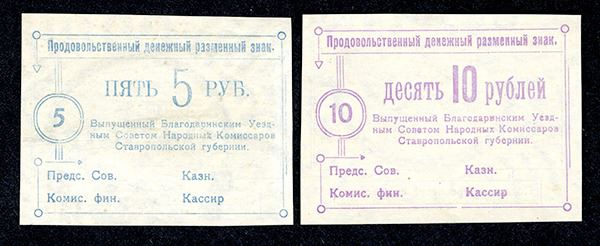 Продовольственный денежный разменный знак.
ПЯТЬ 5 РУБ.
5
Выпущенный Благодаринским Уезд-
ным Советом Народных Комиссаров
Ставропольской губернии.
Предс. Сов. Казн.
Комис. фин. Кассир
Продовольственный денежный разменный знак.
десять 10 рублей
10
Выпущенный Благодаринским Уезд-
ным Советом Народных Комиссаров
Ставропольской губернии.
Предс. Сов. Казн.
Комис. фин. Кассир